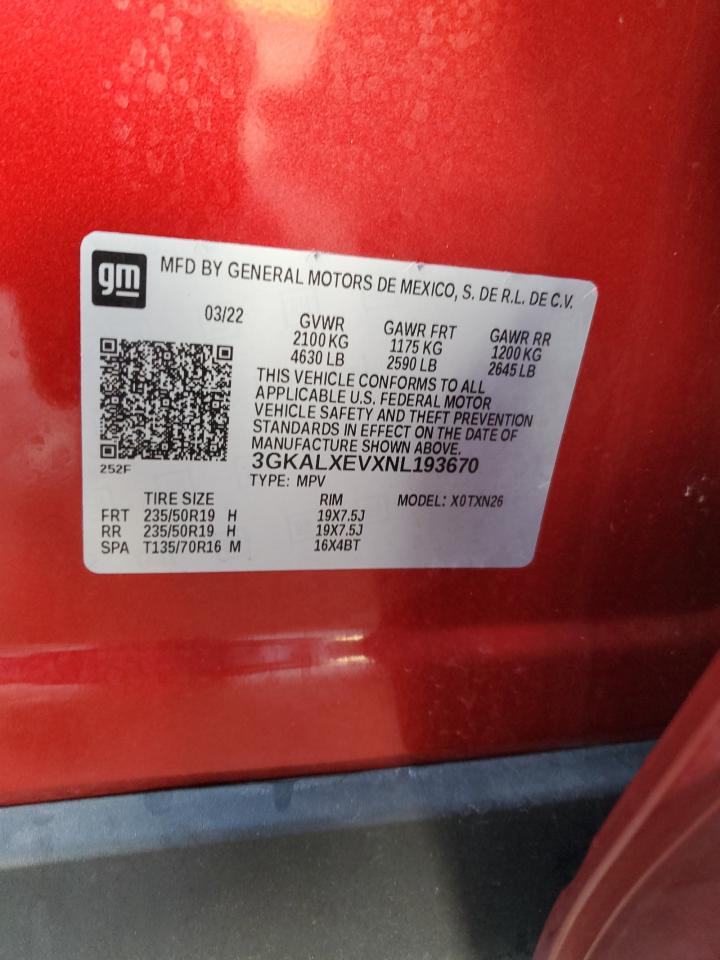 gm
MFD BY GENERAL MOTORS DE MEXICO, S. DE R.L. DE C.V.
03/22
GVWR GAWR FRT GAWR RR
2100 KG 1175 KG 1200 KG
4630 LB 2590 LB 2645 LB
THIS VEHICLE CONFORMS TO ALL
APPLICABLE U.S. FEDERAL MOTOR
VEHICLE SAFETY AND THEFT PREVENTION
STANDARDS IN EFFECT ON THE DATE OF
MANUFACTURE SHOWN ABOVE.
252F
3GKALXEVXNL193670
TYPE: MPV
TIRE SIZE RIM MODEL: X0TXN26
FRT 235/50R19 H 19X7.5J
RR 235/50R19 H 19X7.5J
SPA T135/70R16 M 16X4BT